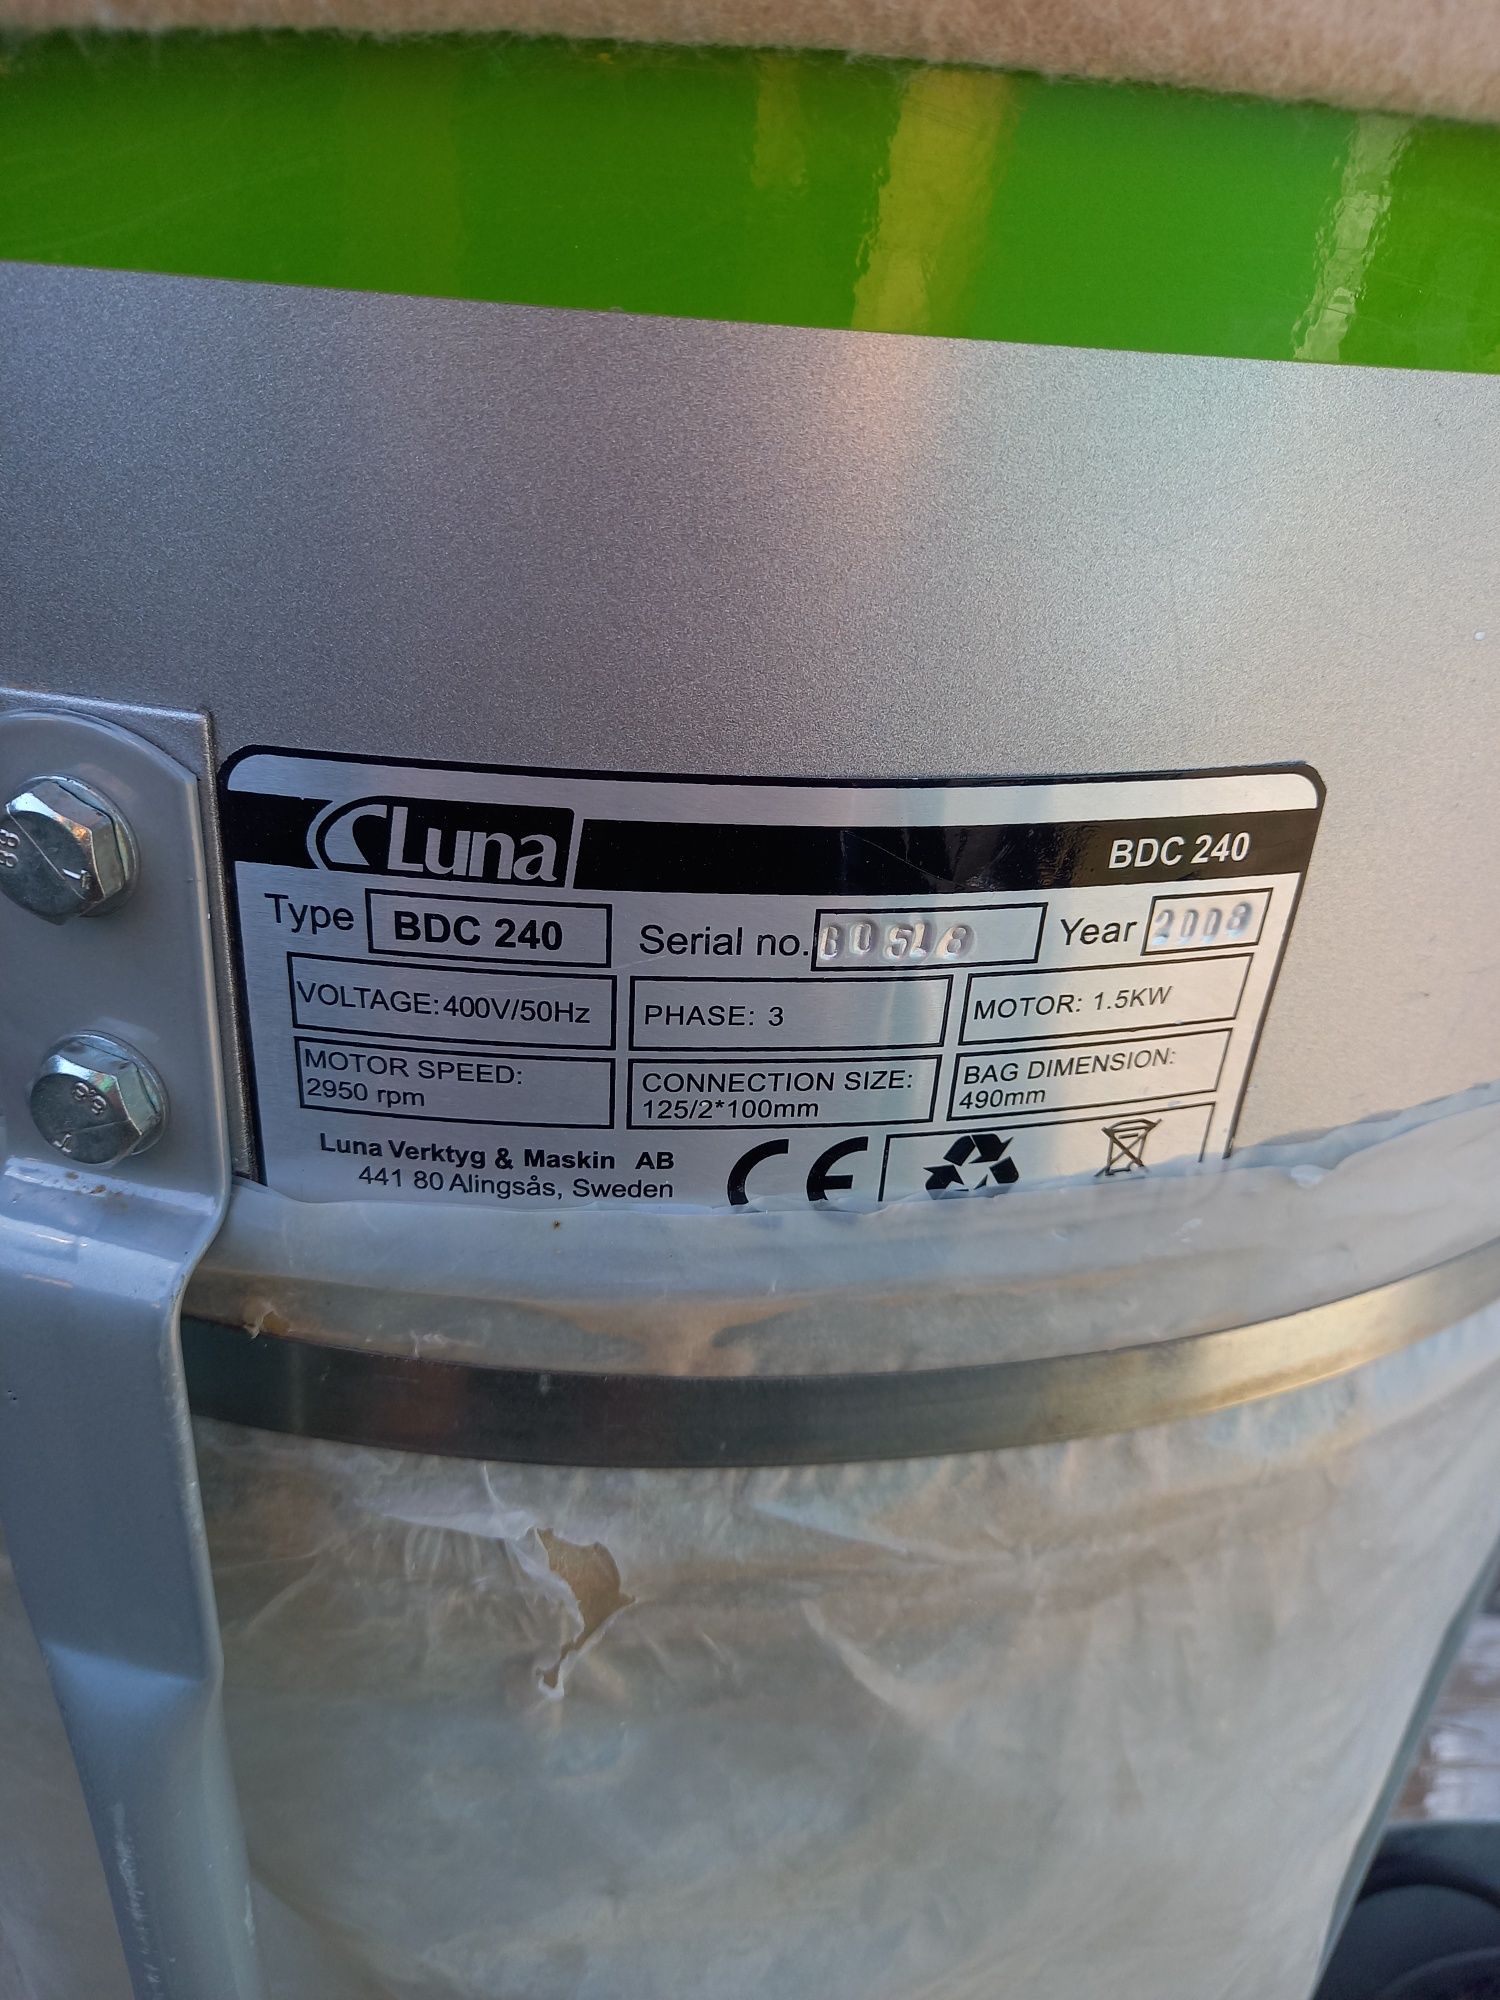 Luna
BDC 240
Type BDC 240 Serial no. Year 2008
VOLTAGE: 400V/50Hz PHASE: 3 MOTOR: 1.5KW
MOTOR SPEED:
2950 rpm
CONNECTION SIZE:
125/2*100mm
BAG DIMENSION:
490mm
Luna Verktyg & Maskin AB
441 80 Alingsås, Sweden
CE
8.8